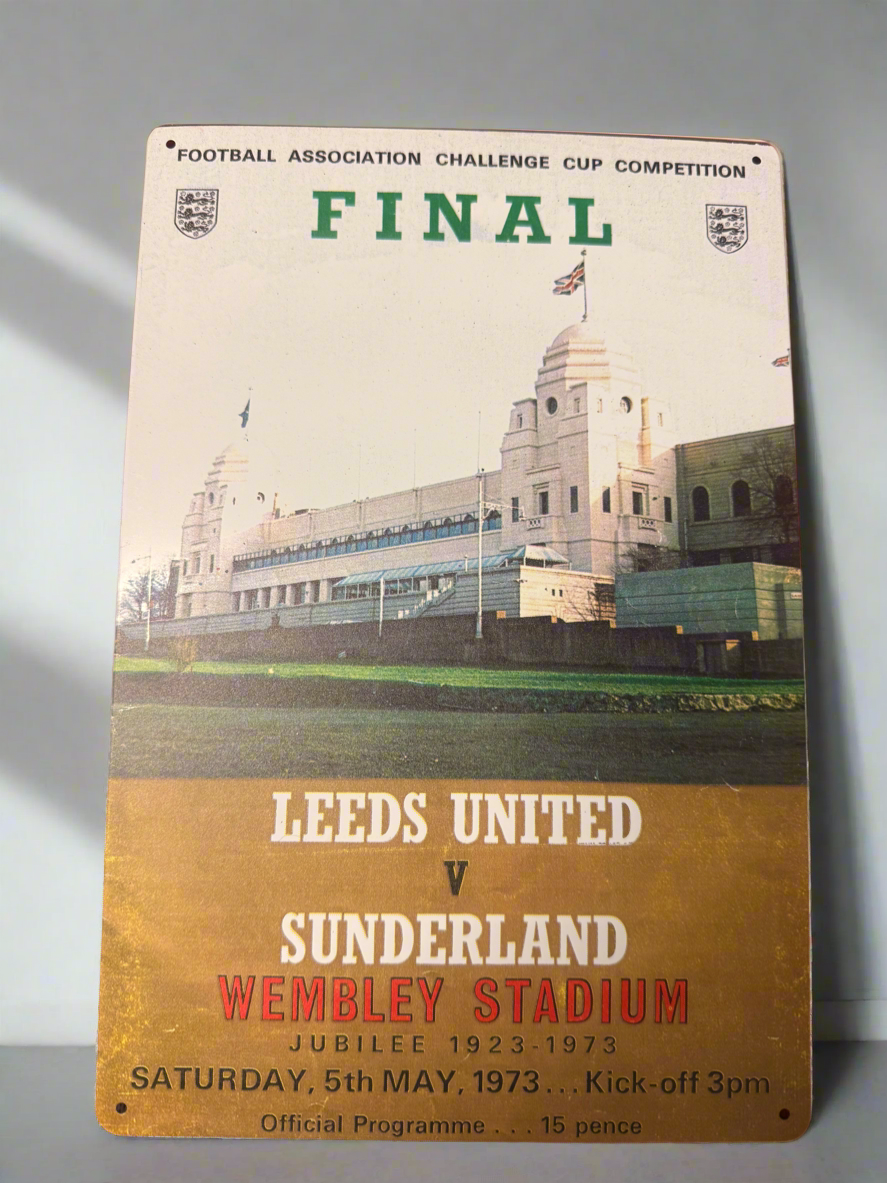 FOOTBALL ASSOCIATION CHALLENGE CUP COMPETITION
FINAL
LEEDS UNITED
V
SUNDERLAND
WEMBLEY STADIUM
JUBILEE 1923-1973
SATURDAY, 5th MAY, 1973... Kick-off 3pm
Official Programme . . . 15 pence